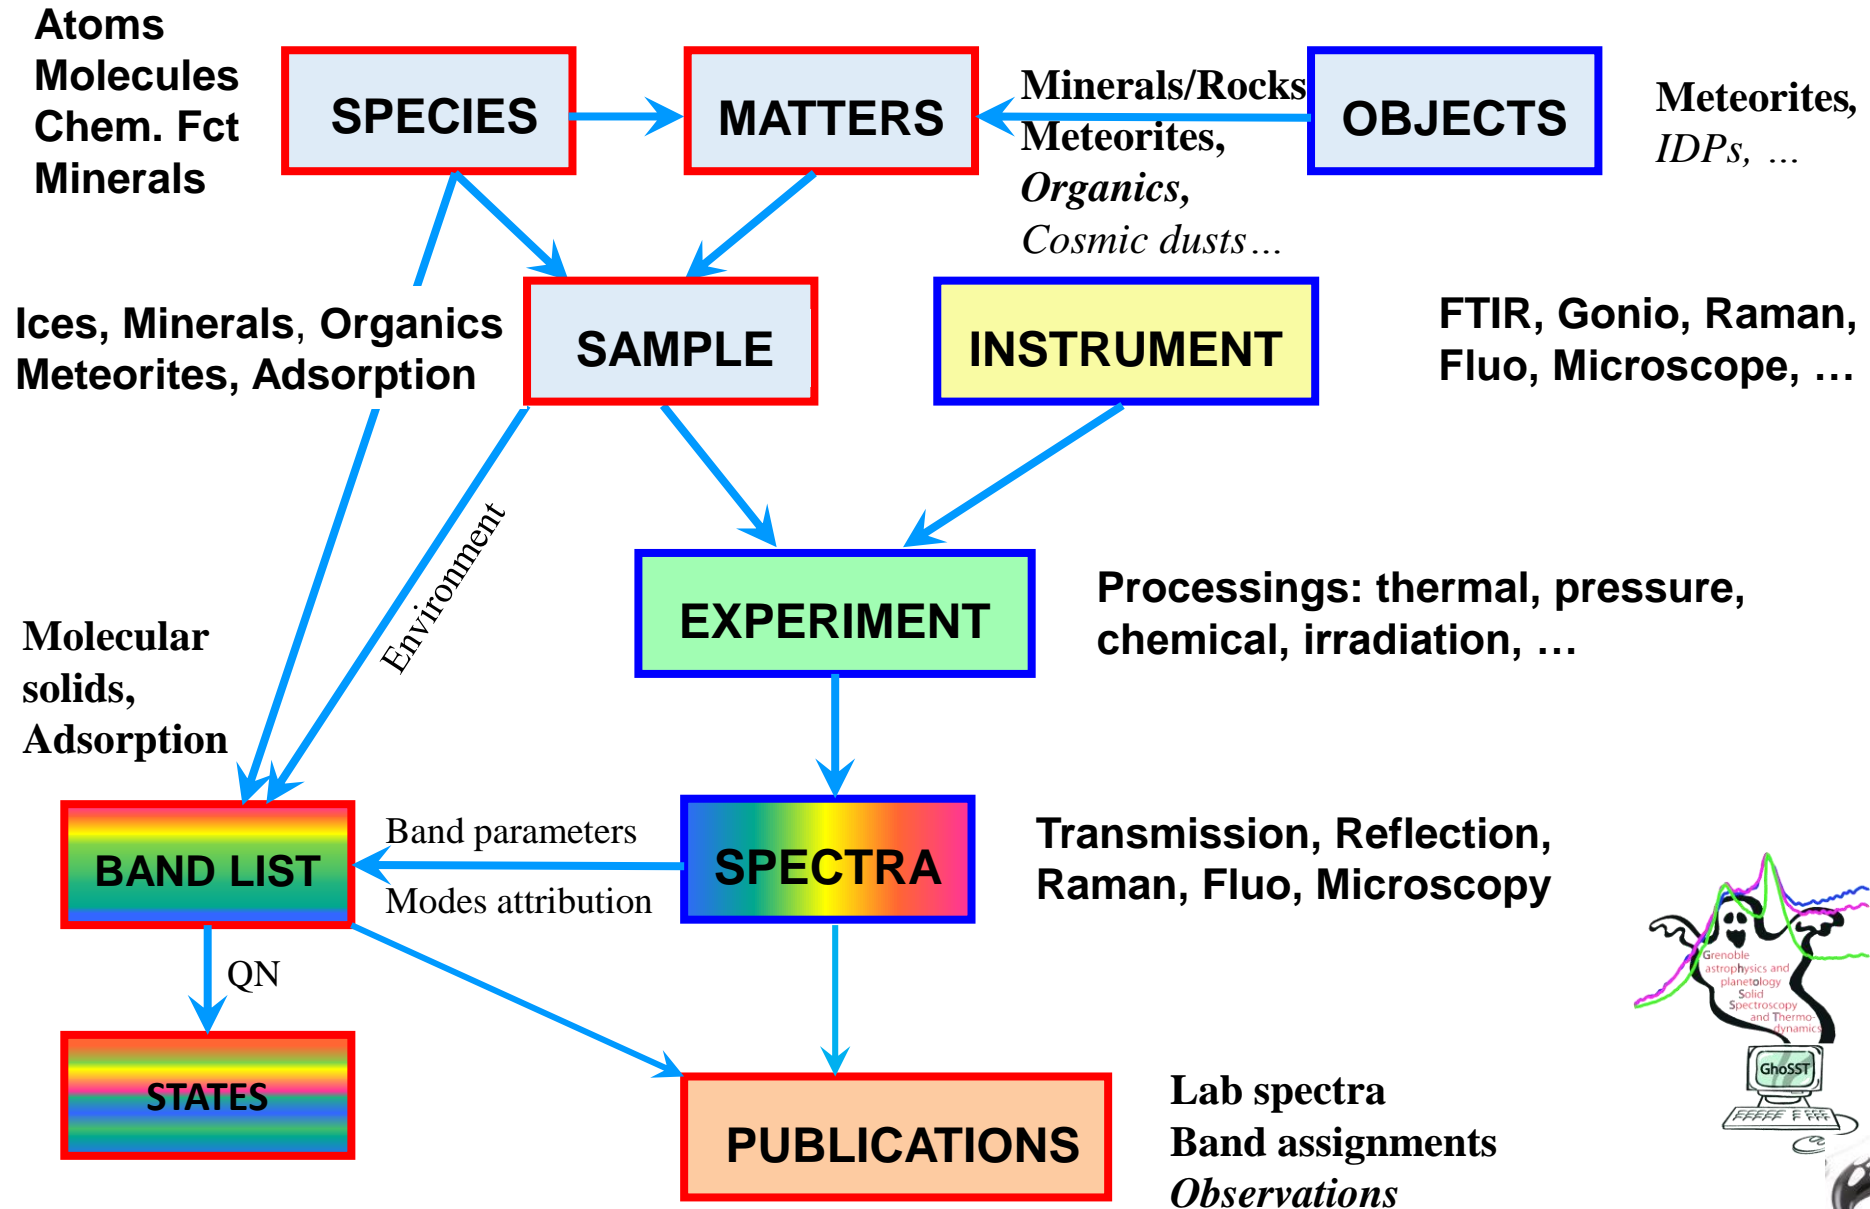 Atoms
Molecules
Chem. Fct
Minerals
SPECIES
MATTERS
Minerals/Rocks
Meteorites,
Organics,
Cosmic dusts…
OBJECTS
Meteorites,
IDPs, …
Ices, Minerals, Organics
Meteorites, Adsorption
SAMPLE
INSTRUMENT
FTIR, Gonio, Raman,
Fluo, Microscope, …
Environment
EXPERIMENT
Processings: thermal, pressure,
chemical, irradiation, …
Molecular
solids,
Adsorption
BAND LIST
Band parameters
Modes attribution
SPECTRA
Transmission, Reflection,
Raman, Fluo, Microscopy
QN
STATES
PUBLICATIONS
Lab spectra
Band assignments
Observations
Grenoble
astrophysics and
planetology
Solid
Spectroscopy
and Thermo-
dynamics
GhoSST